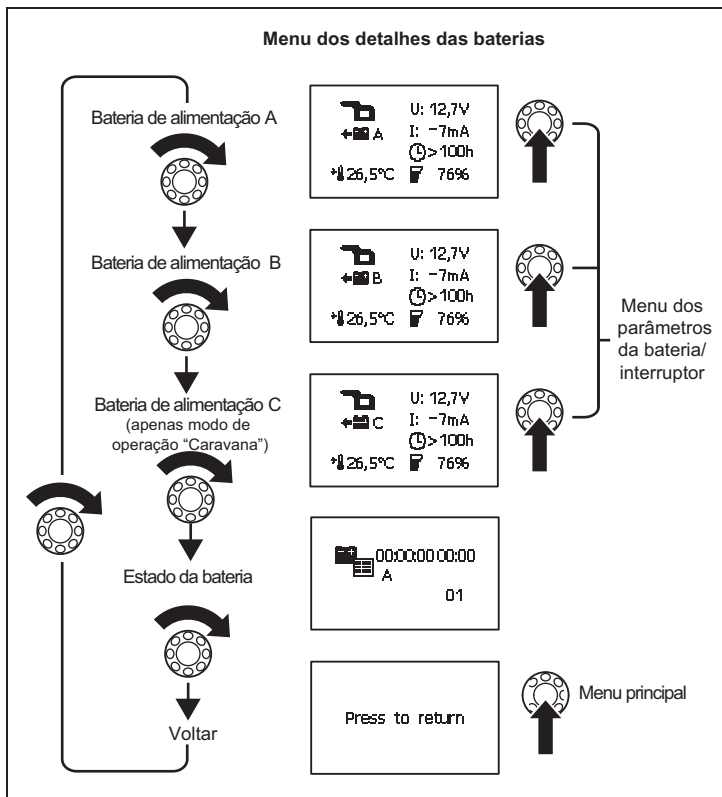 Menu dos detalhes das baterias
Bateria de alimentação A
U: 12,7V
I: -7mA
A
>100h
26,5°C
76%
Bateria de alimentação B
U: 12,7V
I: -7mA
B
>100h
26,5°C
76%
Menu dos
parâmetros
da bateria/
interruptor
Bateria de alimentação C
(apenas modo de
operação “Caravana”)
U: 12,7V
I: -7mA
C
>100h
26,5°C
76%
Estado da bateria
00:00:00 00:00
A
01
Voltar
Press to return
Menu principal